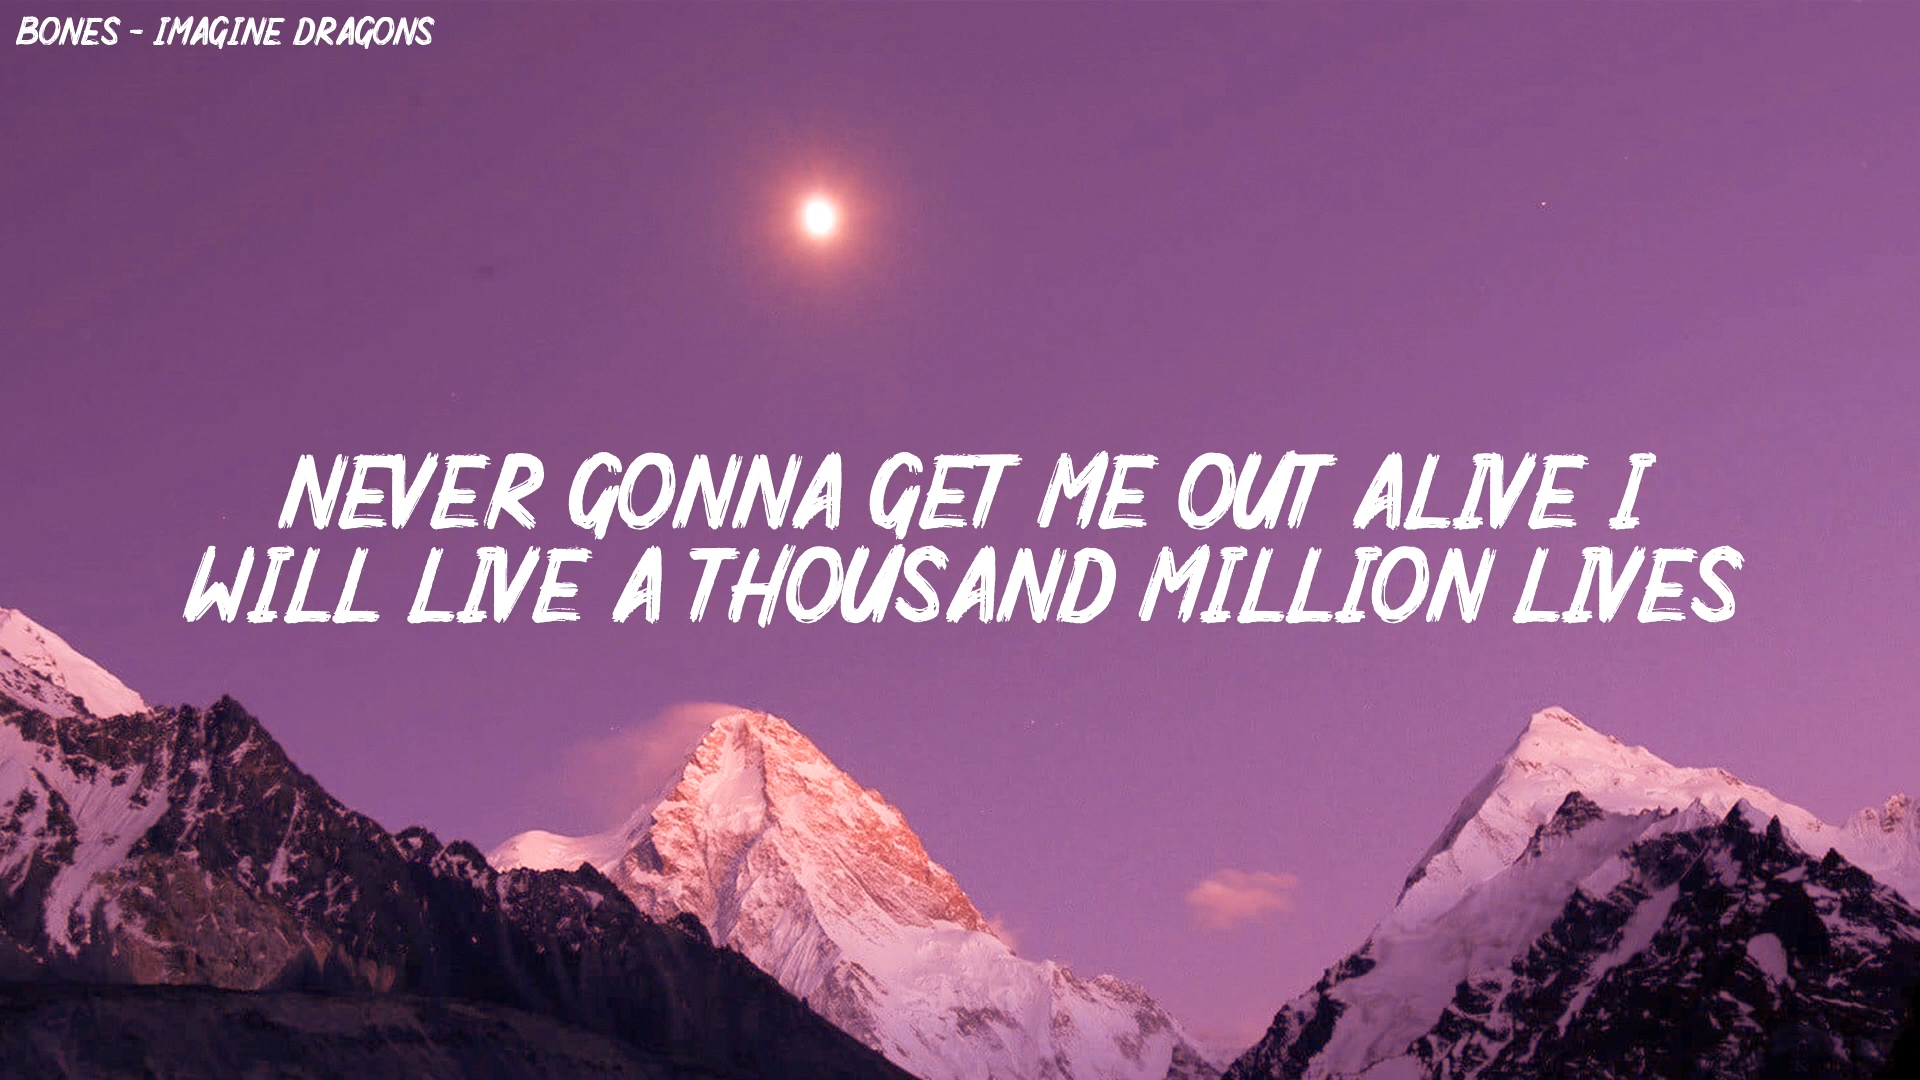 BONES - IMAGINE DRAGONS
NEVER GONNA GET ME OUT ALIVE I
WILL LIVE A THOUSAND MILLION LIVES